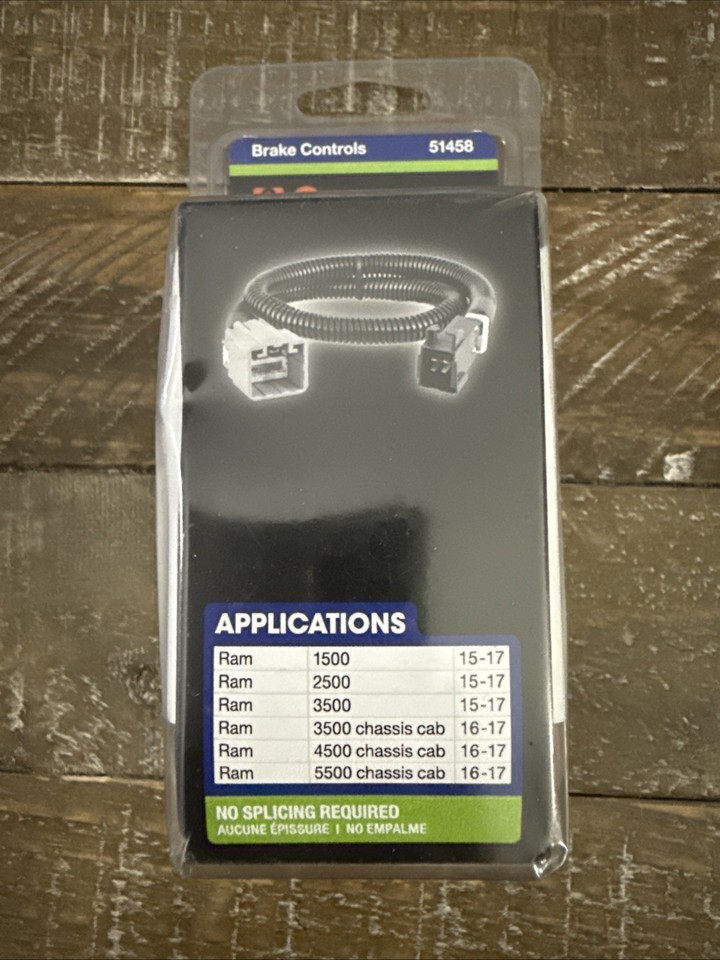 Brake Controls 51458
APPLICATIONS
Ram 1500 15-17
Ram 2500 15-17
Ram 3500 15-17
Ram 3500 chassis cab 16-17
Ram 4500 chassis cab 16-17
Ram 5500 chassis cab 16-17
NO SPLICING REQUIRED
AUCUNE ÉPISSURE I NO EMPALME